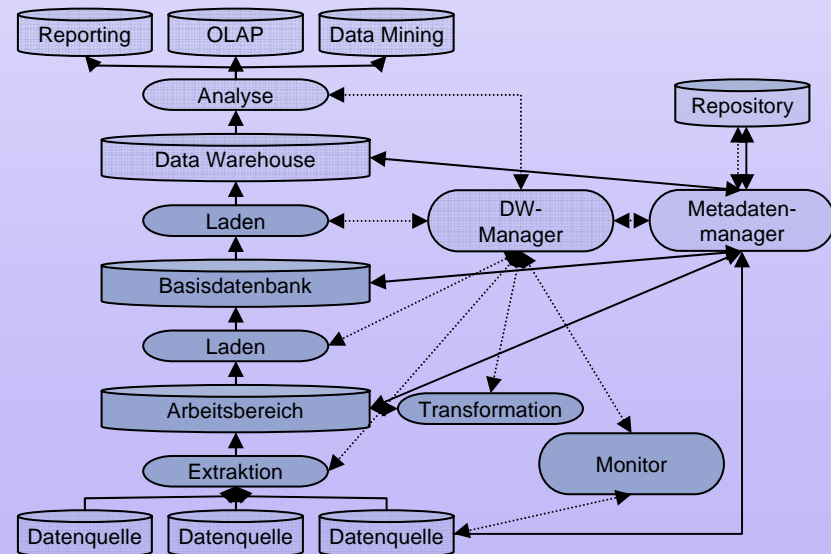 Reporting
OLAP
Data Mining
Analyse
Repository
Data Warehouse
Laden
DW-
Manager
Metadaten-
manager
Basisdatenbank
Laden
Arbeitsbereich
Transformation
Extraktion
Monitor
Datenquelle
Datenquelle
Datenquelle